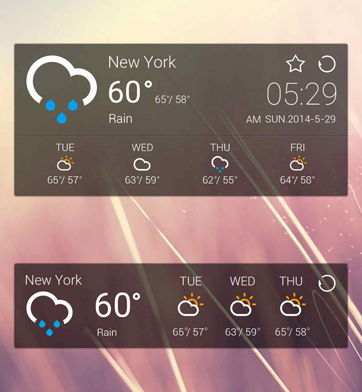 New York
60°
65°/ 58°
Rain
05:29
AM SUN.2014-5-29
TUE WED THU FRI
65°/ 57° 63°/ 59° 62°/ 55° 64°/ 58°
New York
60°
Rain
TUE WED THU
65°/ 57° 63°/ 59° 65°/ 58°